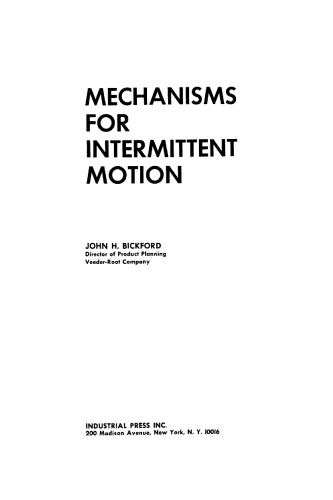 MECHANISMS
FOR
INTERMITTENT
MOTION
JOHN H. BICKFORD
Director of Product Planning
Veeder-Root Company
INDUSTRIAL PRESS INC.
200 Madison Avenue, New York, N. Y. 10016